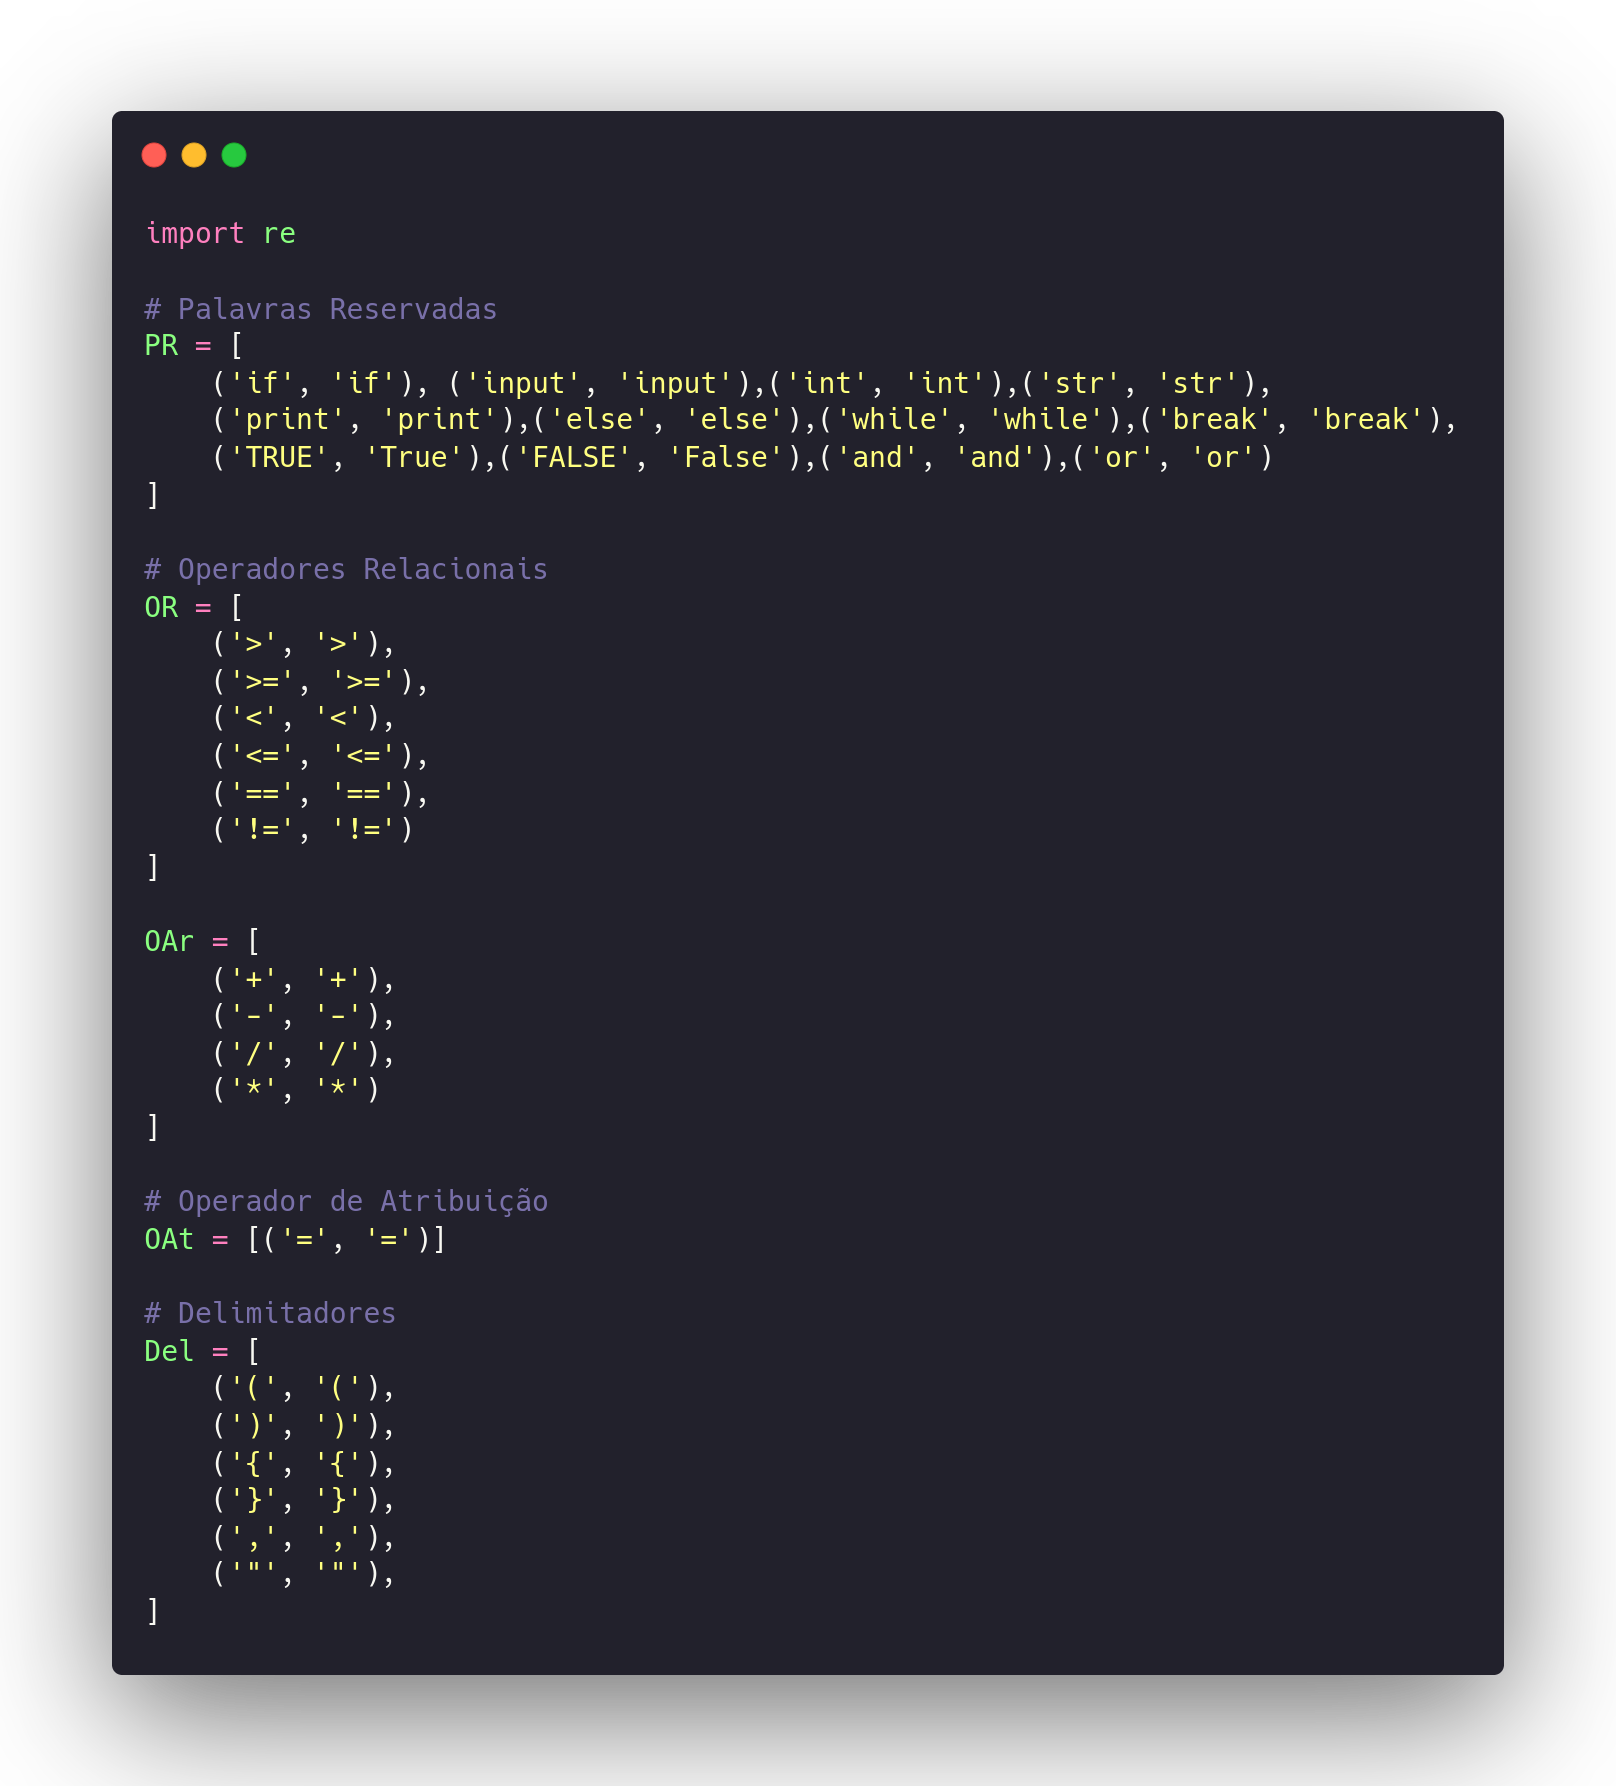 import re
# Palavras Reservadas
PR = [
    ('if', 'if'), ('input', 'input'),('int', 'int'),('str', 'str'),
    ('print', 'print'),('else', 'else'),('while', 'while'),('break', 'break'),
    ('TRUE', 'True'),('FALSE', 'False'),('and', 'and'),('or', 'or')
]
# Operadores Relacionais
OR = [
    ('>', '>'),
    ('>=', '>='),
    ('<', '<'),
    ('<=', '<='),
    ('==', '=='),
    ('!=', '!=')
]
OAr = [
    ('+', '+'),
    ('-', '-'),
    ('/', '/'),
    ('*', '*')
]
# Operador de Atribuição
OAt = [('=', '=')]
# Delimitadores
Del = [
    ('(', '('),
    (')', ')'),
    ('{', '{'),
    ('}', '}'),
    (',', ','),
    ('"', '"'),
]